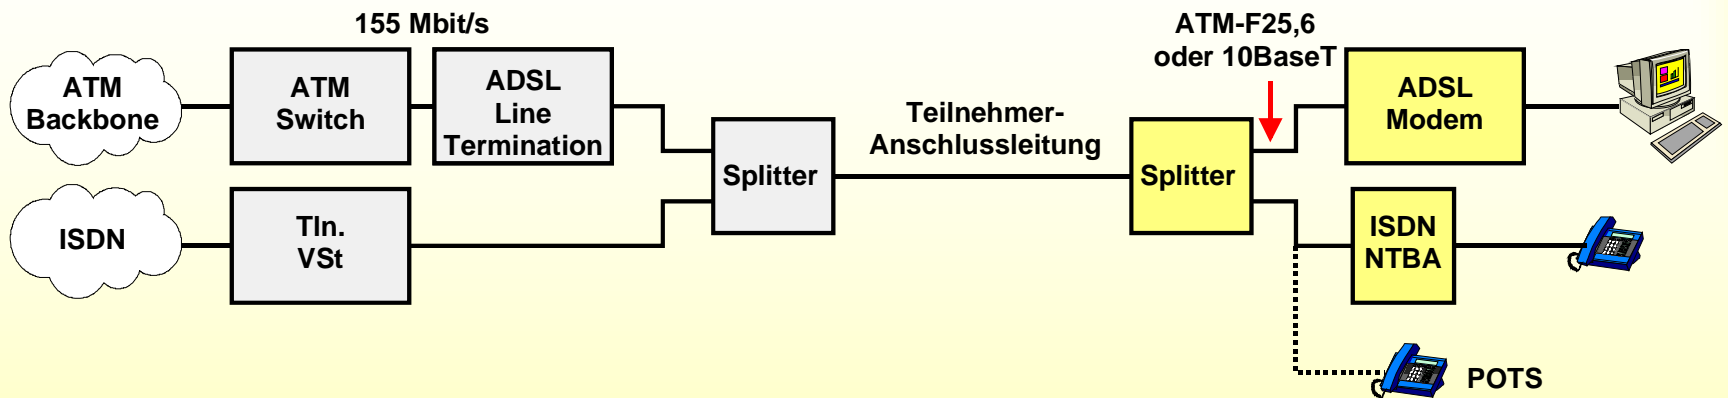 155 Mbit/s
ATM-F25,6
oder 10BaseT
ATM
Backbone
ATM
Switch
ADSL
Line
Termination
Splitter
Teilnehmer-
Anschlussleitung
Splitter
ADSL
Modem
ISDN
Tln.
VSt
ISDN
NTBA
POTS